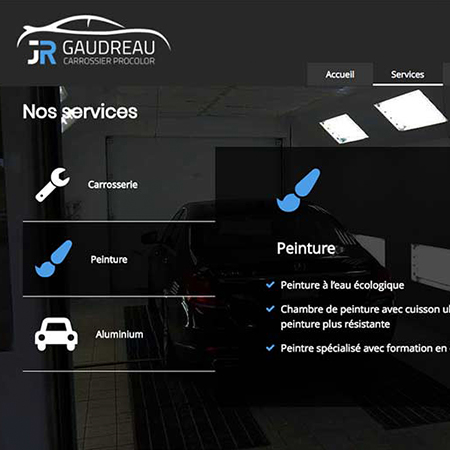 JR GAUDREAU
CARROSSIER PROCOLOR
Accueil
Services
Nos services
Carrosserie
Peinture
Aluminium
Peinture
Peinture à l'eau écologique
Chambre de peinture avec cuisson
peinture plus résistante
Peintre spécialisé avec formation en